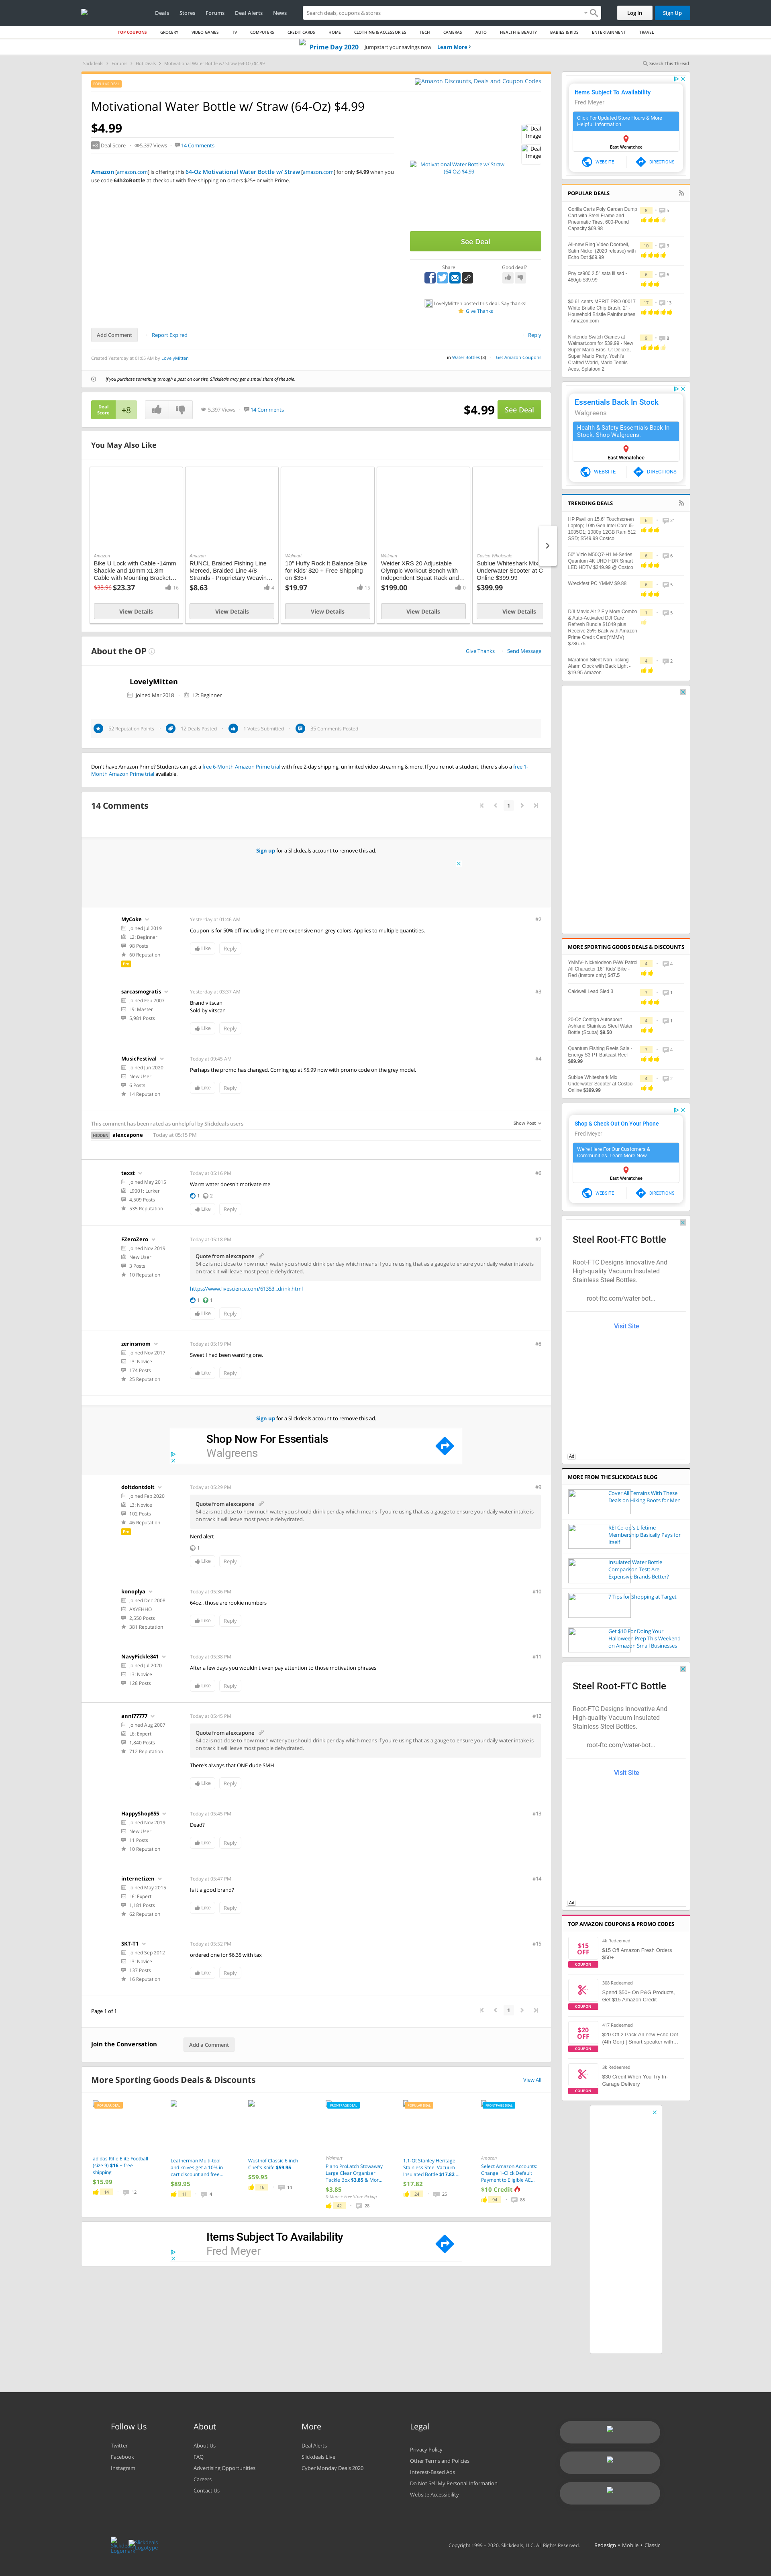 Deals Stores Forums Deal Alerts News
Search deals, coupons & stores
Log In Sign Up
TOP COUPONS GROCERY VIDEO GAMES TV COMPUTERS CREDIT CARDS HOME CLOTHING & ACCESSORIES TECH CAMERAS AUTO HEALTH & BEAUTY BABIES & KIDS ENTERTAINMENT TRAVEL
Prime Day 2020 Jumpstart your savings now Learn More
Slickdeals > Forums > Hot Deals > Motivational Water Bottle w/ Straw (64-Oz) $4.99
Search This Thread
Amazon Discounts, Deals and Coupon Codes
Motivational Water Bottle w/ Straw (64-Oz) $4.99
$4.99
+8 Deal Score 5,397 Views 14 Comments
Amazon [amazon.com] is offering this 64-Oz Motivational Water Bottle w/ Straw [amazon.com] for only $4.99 when you
use code 64h2oBottle at checkout with free shipping on orders $25+ or with Prime.
Motivational Water Bottle w/ Straw
(64-Oz) $4.99
Deal
Image
Deal
Image
See Deal
Share Good deal?
LovelyMitten posted this deal. Say thanks!
Give Thanks
Add Comment Report Expired Reply
Created Yesterday at 01:05 AM by LovelyMitten
in Water Bottles (3) Get Amazon Coupons
If you purchase something through a post on our site, Slickdeals may get a small share of the sale.
Deal
Score
+8
5,397 Views 14 Comments
$4.99 See Deal
You May Also Like
Amazon
Bike U Lock with Cable -14mm
Shackle and 10mm x1.8m
Cable with Mounting Bracket...
$38.96 $23.37
View Details
Amazon
RUNCL Braided Fishing Line
Merced, Braided Line 4/8
Strands - Proprietary Weavin...
$8.63
View Details
Walmart
10" Huffy Rock It Balance Bike
for Kids' $20 + Free Shipping
on $35+
$19.97
View Details
Walmart
Weider XRS 20 Adjustable
Olympic Workout Bench with
Independent Squat Rack and...
$199.00
View Details
Costco Wholesale
Sublue Whiteshark Mix
Underwater Scooter at C
Online $399.99
$399.99
View Details
About the OP
Give Thanks Send Message
LovelyMitten
Joined Mar 2018 L2: Beginner
52 Reputation Points 12 Deals Posted 1 Votes Submitted 35 Comments Posted
Don't have Amazon Prime? Students can get a free 6-Month Amazon Prime trial with free 2-day shipping, unlimited video streaming & more. If you're not a student, there's also a free 1-
Month Amazon Prime trial available.
14 Comments
1
Sign up for a Slickdeals account to remove this ad.
MyCoke
Joined Jul 2019
L2: Beginner
98 Posts
60 Reputation
Pro
Yesterday at 01:46 AM #2
Coupon is for 50% off including the more expensive non-grey colors. Applies to multiple quantities.
Like Reply
sarcasmogratis
Joined Feb 2007
L9: Master
5,981 Posts
Yesterday at 03:37 AM #3
Brand vitscan
Sold by vitscan
Like Reply
MusicFestival
Joined Jun 2020
New User
6 Posts
14 Reputation
Today at 09:45 AM #4
Perhaps the promo has changed. Coming up at $5.99 now with promo code on the grey model.
Like Reply
This comment has been rated as unhelpful by Slickdeals users
Show Post
HIDDEN alexcapone Today at 05:15 PM
texst
Joined May 2015
L9001: Lurker
4,509 Posts
535 Reputation
Today at 05:16 PM #6
Warm water doesn't motivate me
1 2
Like Reply
FZeroZero
Joined Nov 2019
New User
3 Posts
10 Reputation
Today at 05:18 PM #7
Quote from alexcapone
64 oz is not close to how much water you should drink per day which means if you're using that as a gauge to ensure your daily water intake is
on track it will leave most people dehydrated.
https://www.livescience.com/61353...drink.html
1 1
Like Reply
zerinsmom
Joined Nov 2017
L3: Novice
174 Posts
25 Reputation
Today at 05:19 PM #8
Sweet I had been wanting one.
Like Reply
Sign up for a Slickdeals account to remove this ad.
Shop Now For Essentials
Walgreens
doitdontdoit
Joined Feb 2020
L3: Novice
102 Posts
46 Reputation
Pro
Today at 05:29 PM #9
Quote from alexcapone
64 oz is not close to how much water you should drink per day which means if you're using that as a gauge to ensure your daily water intake is
on track it will leave most people dehydrated.
Nerd alert
1
Like Reply
konoplya
Joined Dec 2008
AXYEHHO
2,550 Posts
381 Reputation
Today at 05:36 PM #10
64oz...those are rookie numbers
Like Reply
NavyPickle841
Joined Jul 2020
L3: Novice
128 Posts
Today at 05:38 PM #11
After a few days you wouldn't even pay attention to those motivation phrases
Like Reply
anni77777
Joined Aug 2007
L6: Expert
1,840 Posts
712 Reputation
Today at 05:45 PM #12
Quote from alexcapone
64 oz is not close to how much water you should drink per day which means if you're using that as a gauge to ensure your daily water intake is
on track it will leave most people dehydrated.
There's always that ONE dude SMH
Like Reply
HappyShop855
Joined Nov 2019
New User
11 Posts
10 Reputation
Today at 05:45 PM #13
Dead?
Like Reply
internetizen
Joined May 2015
L6: Expert
1,181 Posts
62 Reputation
Today at 05:47 PM #14
Is it a good brand?
Like Reply
SKT-T1
Joined Sep 2012
L3: Novice
137 Posts
16 Reputation
Today at 05:52 PM #15
ordered one for $6.35 with tax
Like Reply
Page 1 of 1
1
Join the Conversation Add a Comment
More Sporting Goods Deals & Discounts View All
adidas Rifle Elite Football
(size 9) $16 + free
shipping
$15.99
14 12
Leatherman Multi-tool
and knives get a 10% in
cart discount and free...
$89.95
11 4
Wusthof Classic 6 inch
Chef's Knife $59.95
$59.95
16 14
Walmart
Plano ProLatch Stowaway
Large Clear Organizer
Tackle Box $3.85 & Mor...
$3.85
& More + Free Store Pickup
42 28
1.1-Qt Stanley Heritage
Stainless Steel Vacuum
Insulated Bottle $17.82 ...
$17.82
24 25
Amazon
Select Amazon Accounts:
Change 1-Click Default
Payment to Eligible AE...
$10 Credit
94 88
Items Subject To Availability
Fred Meyer
Items Subject To Availability
Fred Meyer
Click For Updated Store Hours & More
Helpful Information.
East Wenatchee
WEBSITE DIRECTIONS
POPULAR DEALS
Gorilla Carts Poly Garden Dump
Cart with Steel Frame and
Pneumatic Tires, 600-Pound
Capacity $69.98
All-new Ring Video Doorbell,
Satin Nickel (2020 release) with
Echo Dot $69.99
Pny cs900 2.5" sata iii ssd -
480gb $39.99
$0.61 cents MERIT PRO 00017
White Bristle Chip Brush, 2" -
Household Bristle Paintbrushes
- Amazon.com
Nintendo Switch Games at
Walmart.com for $39.99 - New
Super Mario Bros. U: Deluxe,
Super Mario Party, Yoshi's
Crafted World, Mario Tennis
Aces, Splatoon 2
Essentials Back In Stock
Walgreens
Health & Safety Essentials Back In
Stock. Shop Walgreens.
East Wenatchee
WEBSITE DIRECTIONS
TRENDING DEALS
HP Pavilion 15.6" Touchscreen
Laptop: 10th Gen Intel Core i5-
1035G1, 1080p 12GB Ram 512
SSD; $549.99 Costco
50" Vizio M50Q7-H1 M-Series
Quantum 4K UHD HDR Smart
LED HDTV $349.99 @ Costco
Wreckfest PC YMMV $9.88
DJI Mavic Air 2 Fly More Combo
& Auto-Activated DJI Care
Refresh Bundle $1049 plus
Receive 25% Back with Amazon
Prime Credit Card(YMMV)
$786.75
Marathon Silent Non-Ticking
Alarm Clock with Back Light -
$19.95 Amazon
MORE SPORTING GOODS DEALS & DISCOUNTS
YMMV: Nickelodeon PAW Patrol
All Character 16" Kids' Bike -
Red (Instore only) $47.5
Caldwell Lead Sled 3
20-Oz Contigo Autospout
Ashland Stainless Steel Water
Bottle (Scuba) $9.50
Quantum Fishing Reels Sale -
Energy S3 PT Baitcast Reel
$89.99
Sublue Whiteshark Mix
Underwater Scooter at Costco
Online $399.99
Shop & Check Out On Your Phone
Fred Meyer
We're Here For Our Customers &
Communities. Learn More Now.
East Wenatchee
WEBSITE DIRECTIONS
Steel Root-FTC Bottle
Root-FTC Designs Innovative And
High-quality Vacuum Insulated
Stainless Steel Bottles.
root-ftc.com/water-bot...
Visit Site
Ad
MORE FROM THE SLICKDEALS BLOG
Cover All Terrains With These
Deals on Hiking Boots for Men
REI Co-op's Lifetime
Membership Basically Pays for
Itself
Insulated Water Bottle
Comparison Test: Are
Expensive Brands Better?
7 Tips for Shopping at Target
Get $10 For Doing Your
Halloween Prep This Weekend
on Amazon Small Businesses
Steel Root-FTC Bottle
Root-FTC Designs Innovative And
High-quality Vacuum Insulated
Stainless Steel Bottles.
root-ftc.com/water-bot...
Visit Site
Ad
TOP AMAZON COUPONS & PROMO CODES
$15
OFF
COUPON
4k Redeemed
$15 Off Amazon Fresh Orders
$50+
COUPON
308 Redeemed
Spend $50+ On P&G Products,
Get $15 Amazon Credit
$20
OFF
COUPON
417 Redeemed
$20 Off 2 Pack All-new Echo Dot
(4th Gen) | Smart speaker with...
COUPON
3k Redeemed
$30 Credit When You Try In-
Garage Delivery
Follow Us
Twitter
Facebook
Instagram
About
About Us
FAQ
Advertising Opportunities
Careers
Contact Us
More
Deal Alerts
Slickdeals Live
Cyber Monday Deals 2020
Legal
Privacy Policy
Other Terms and Policies
Interest-Based Ads
Do Not Sell My Personal Information
Website Accessibility
Copyright 1999 – 2020. Slickdeals, LLC. All Rights Reserved. Redesign • Mobile • Classic